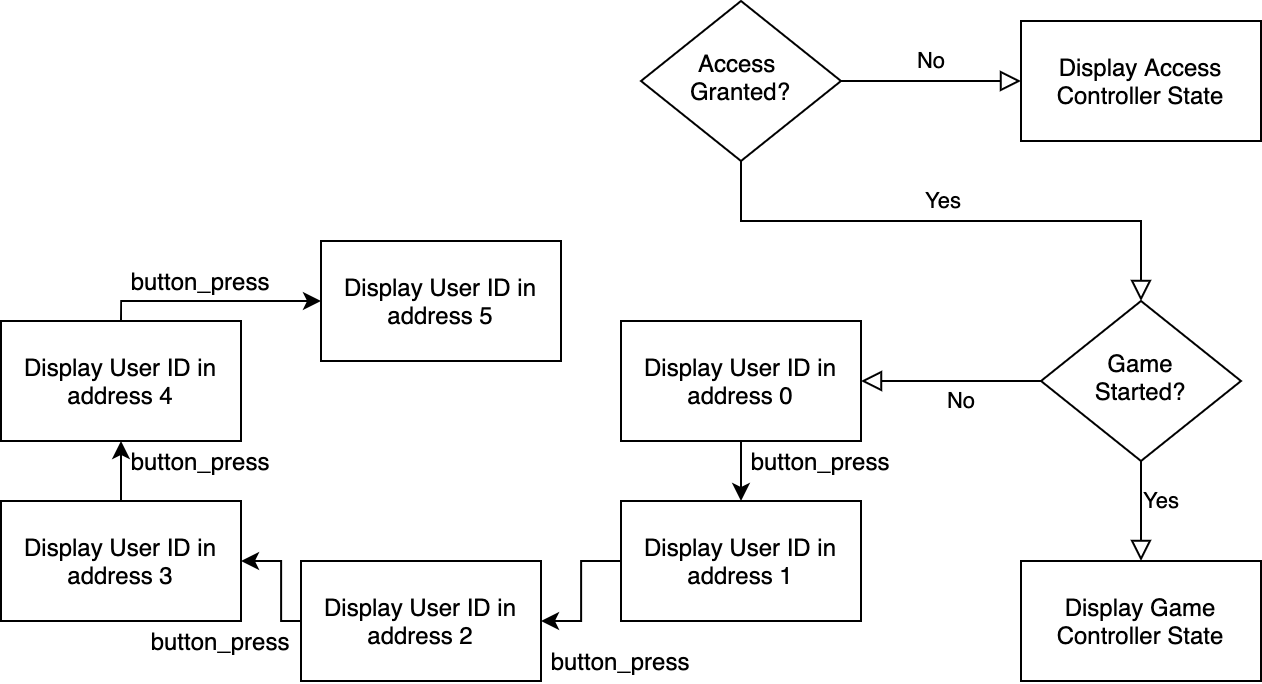 Access
Granted?
No
Display Access
Controller State
Yes
Game
Started?
No
Display User ID in
address 0
button_press
Display User ID in
address 1
button_press
Display User ID in
address 2
button_press
Display User ID in
address 3
button_press
Display User ID in
address 4
button_press
Display User ID in
address 5
Yes
Display Game
Controller State